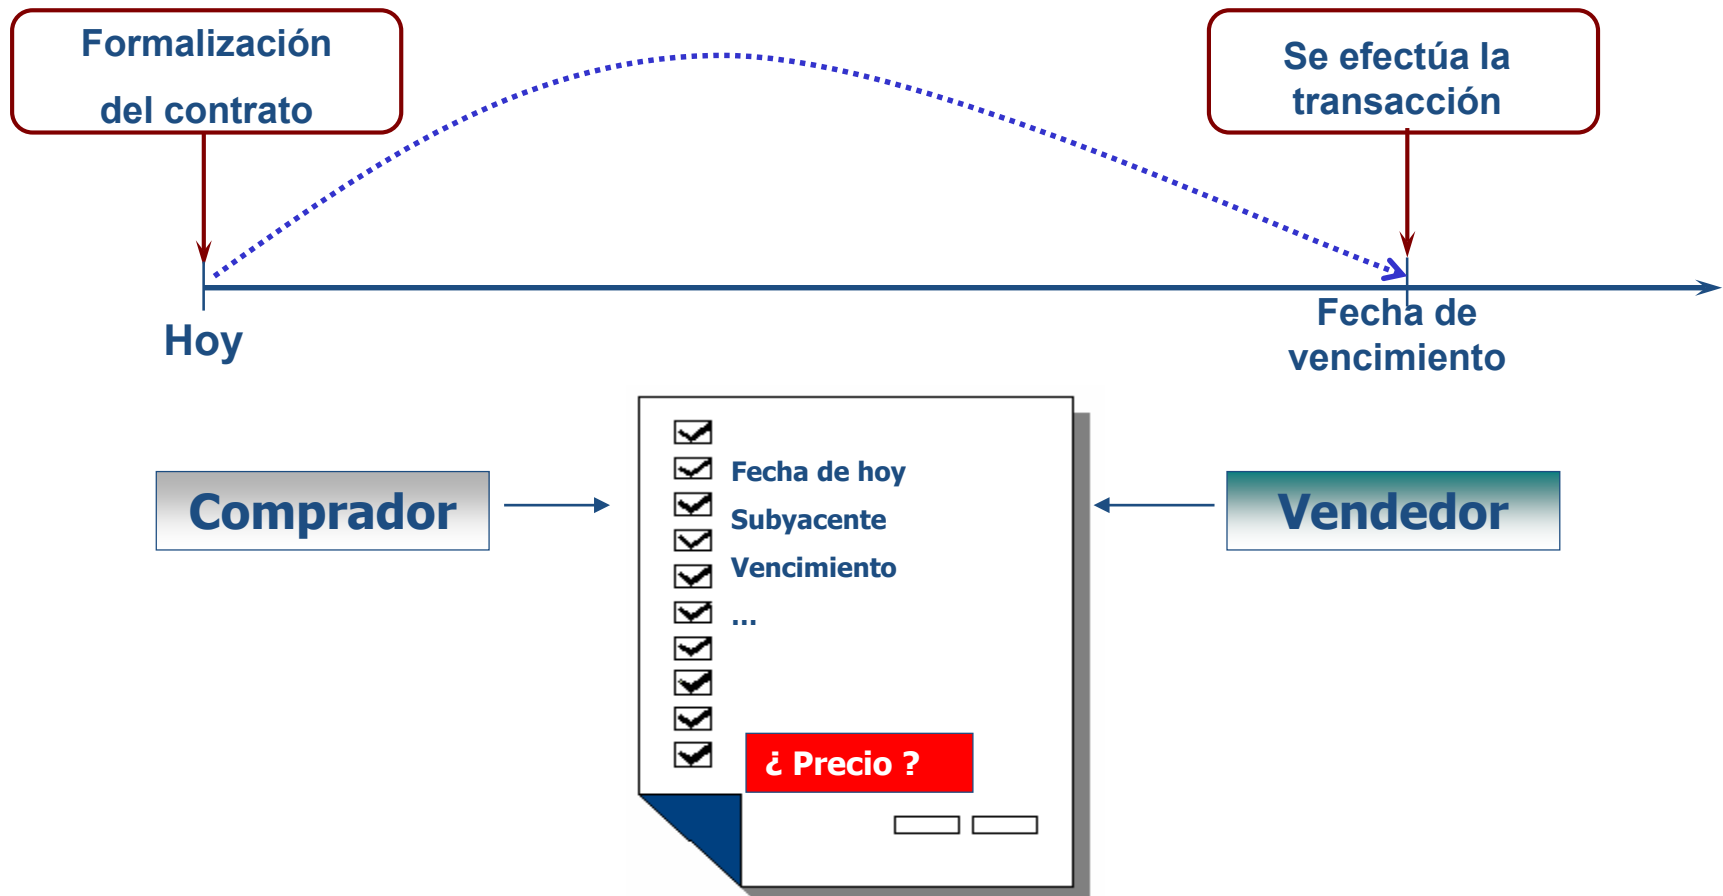 Formalización
del contrato
Se efectúa la
transacción
Hoy
Fecha de
vencimiento
Comprador
Fecha de hoy
Subyacente
Vencimiento
...
¿ Precio ?
Vendedor